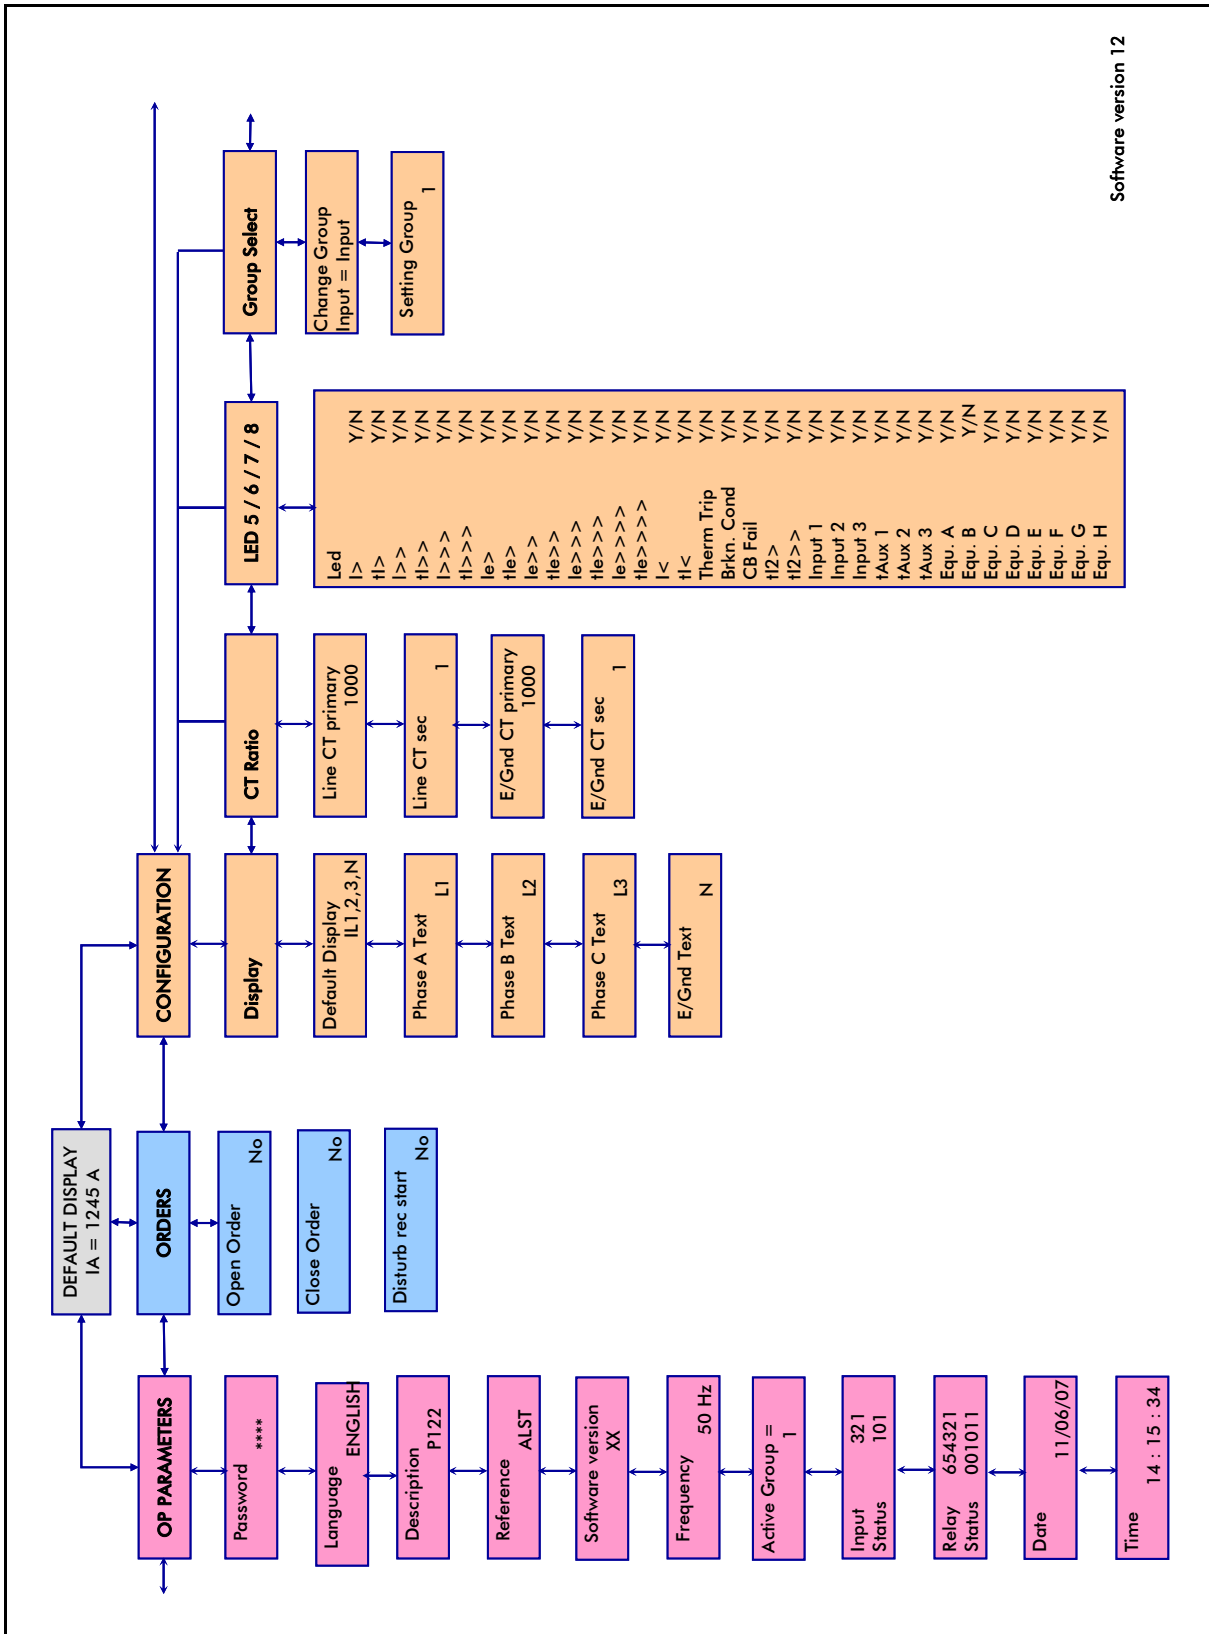 DEFAULT DISPLAY
IA = 1245 A
OP PARAMETERS
Password
****
Language
ENGLISH
Description
P122
Reference
ALST
Software version
XX
Frequency
50 Hz
Active Group =
1
Input 321
Status 101
Relay 654321
Status 001011
Date
11/06/07
Time
14 : 15 : 34
ORDERS
Open Order
No
Close Order
No
Disturb rec start
No
CONFIGURATION
Display
Default Display
IL1,2,3,N
Phase A Text
L1
Phase B Text
L2
Phase C Text
L3
E/Gnd Text
N
CT Ratio
Line CT primary
1000
Line CT sec
1
E/Gnd CT primary
1000
E/Gnd CT sec
1
LED 5 / 6 / 7 / 8
Led
I> Y/N
tI> Y/N
I>> Y/N
tI>> Y/N
I>>> Y/N
tI>>> Y/N
Ie> Y/N
tIe> Y/N
Ie>> Y/N
tIe>> Y/N
Ie>>> Y/N
tIe>>> Y/N
Ie>>>> Y/N
tIe>>>> Y/N
I< Y/N
tI< Y/N
Therm Trip Y/N
Brkn. Cond Y/N
CB Fail Y/N
tI2> Y/N
tI2>> Y/N
Input 1 Y/N
Input 2 Y/N
Input 3 Y/N
tAux 1 Y/N
tAux 2 Y/N
tAux 3 Y/N
Equ. A Y/N
Equ. B Y/N
Equ. C Y/N
Equ. D Y/N
Equ. E Y/N
Equ. F Y/N
Equ. G Y/N
Equ. H Y/N
Group Select
Change Group
Input = Input
Setting Group
1
Software version 12